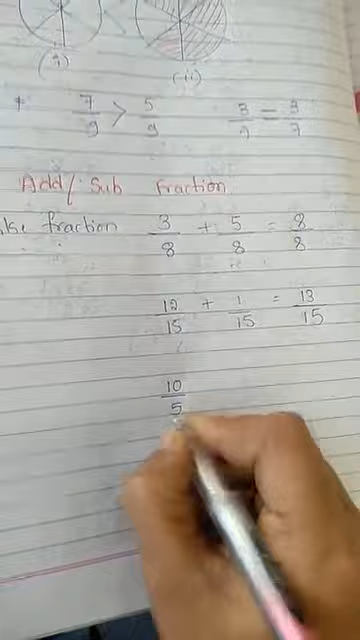 (i)
(ii)
* 7/9 > 5/9 3/7 = 3/7
Add/Sub Fraction
fraction 3/8 + 5/8 = 8/8
12/15 + 1/15 = 13/15
10/5